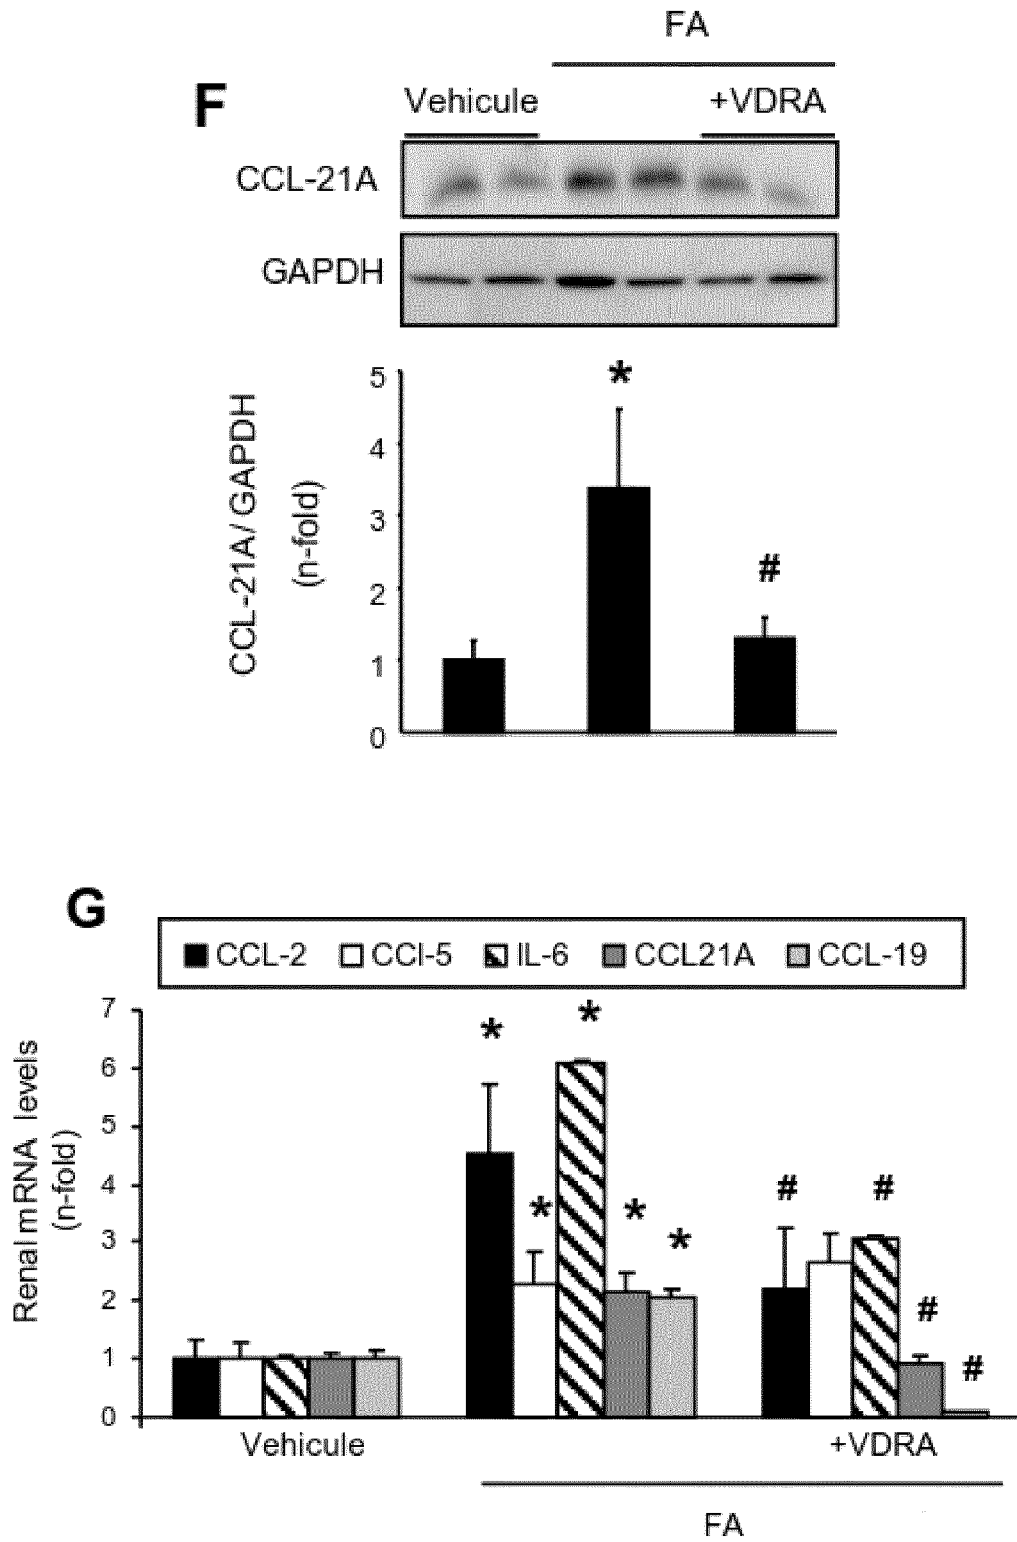 FA
F
Vehicule +VDRA
CCL-21A
GAPDH
CCL-21A/GAPDH
(n-fold)
5
4
3
2
1
0
*
#
G
CCL-2 CCl-5 IL-6 CCL21A CCL-19
Renal mRNA levels
(n-fold)
7
6
5
4
3
2
1
0
* * * * *
# # # #
Vehicule +VDRA
FA